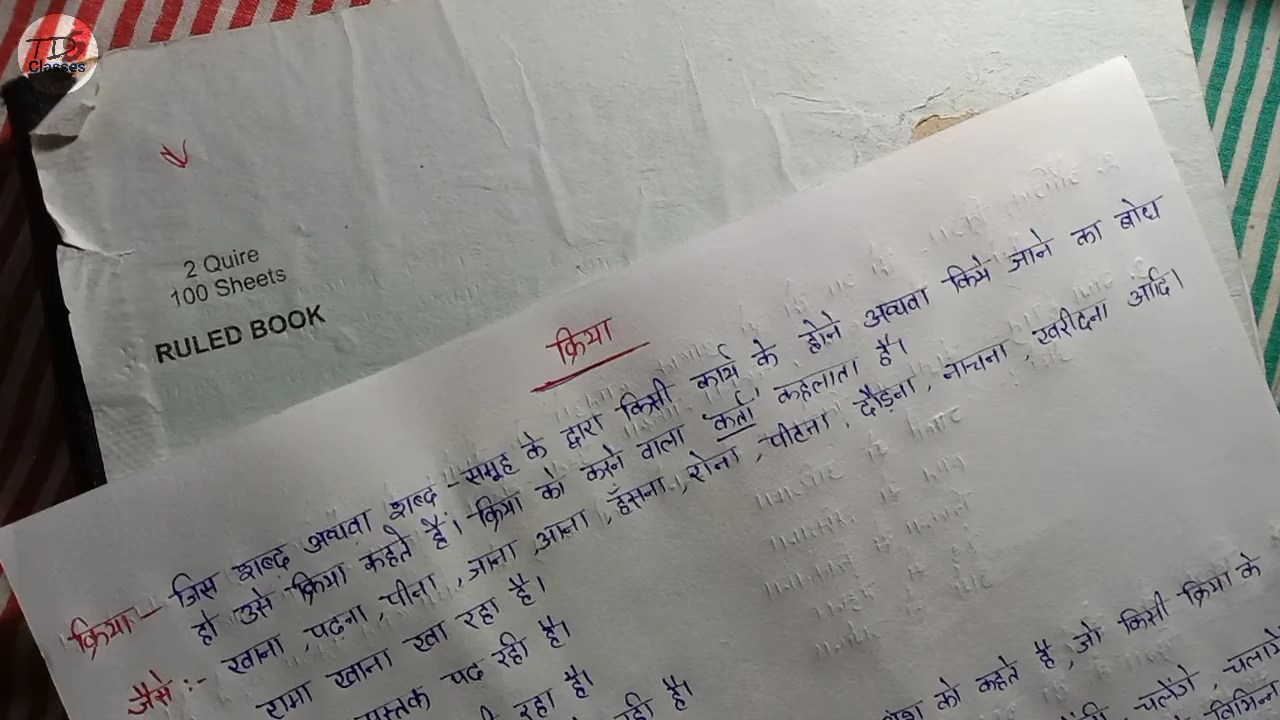 TIS
Classes
2 Quire
100 Sheets
RULED BOOK
क्रिया
क्रिया - जिस शब्द अथवा शब्द - समूह के द्वारा किसी कार्य के होने अथवा किये जाने का बोध
हो उसे क्रिया कहते हैं। क्रिया को करने वाला 'कर्ता' कहलाता है।
जैसे :- खाना, पढ़ना, पीना, जाना, आना, हँसना, रोना, पीटना, दौड़ना, नाचना, खरीदना आदि।
रामा खाना खा रहा है।
पुस्तक पढ रही है।
रहा है।
रही है।
को कहते है, जो किसी क्रिया के
चलेंगे, चलाने
विभिन्न